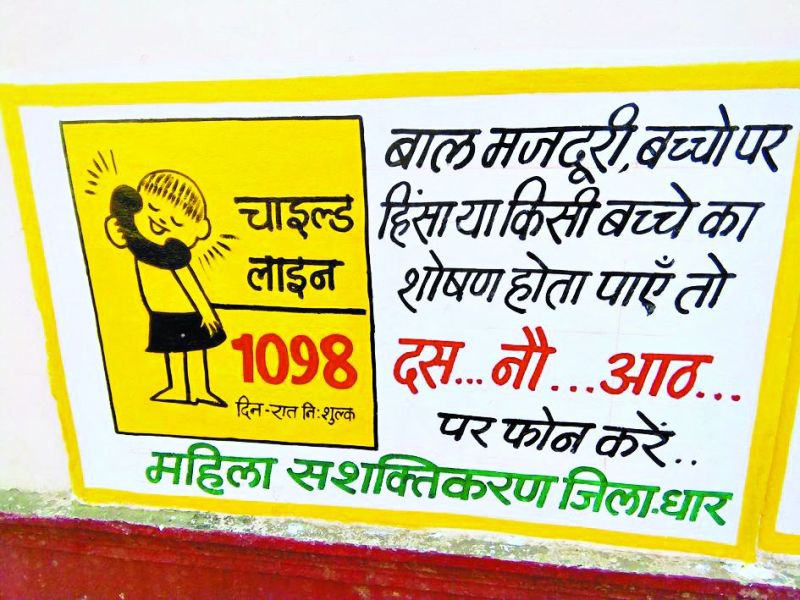 चाइल्ड
लाइन
1098
दिन-रात निःशुल्क
बाल मजदूरी, बच्चो पर
हिंसा या किसी बच्चे का
शोषण होता पाएँ तो
दस... नौ... आठ...
पर फोन करें..
महिला सशक्तिकरण जिला-धार